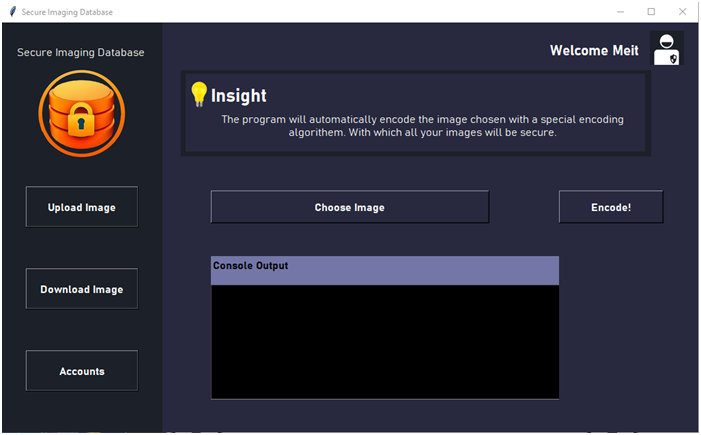 Secure Imaging Database
Secure Imaging Database
Welcome Meit
Insight
The program will automatically encode the image chosen with a special encoding
algorithem. With which all your images will be secure.
Upload Image
Choose Image
Encode!
Console Output
Download Image
Accounts